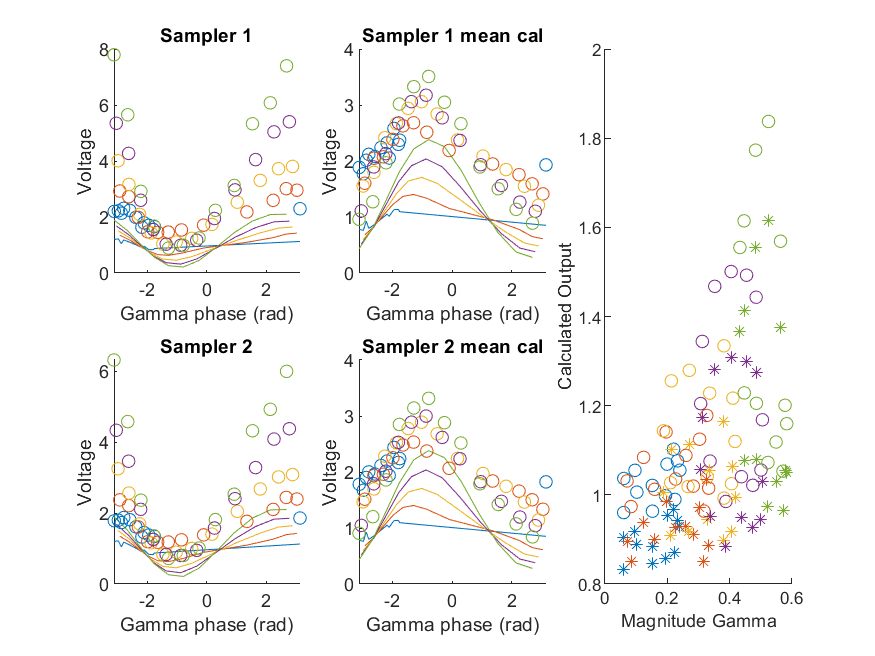 Sampler 1
8
6
4
2
0
Voltage
-2 0 2
Gamma phase (rad)
Sampler 1 mean cal
4
3
2
1
0
Voltage
-2 0 2
Gamma phase (rad)
Sampler 2
6
4
2
0
Voltage
-2 0 2
Gamma phase (rad)
Sampler 2 mean cal
4
3
2
1
0
Voltage
-2 0 2
Gamma phase (rad)
2
1.8
1.6
1.4
1.2
1
0.8
Calculated Output
0 0.2 0.4 0.6
Magnitude Gamma